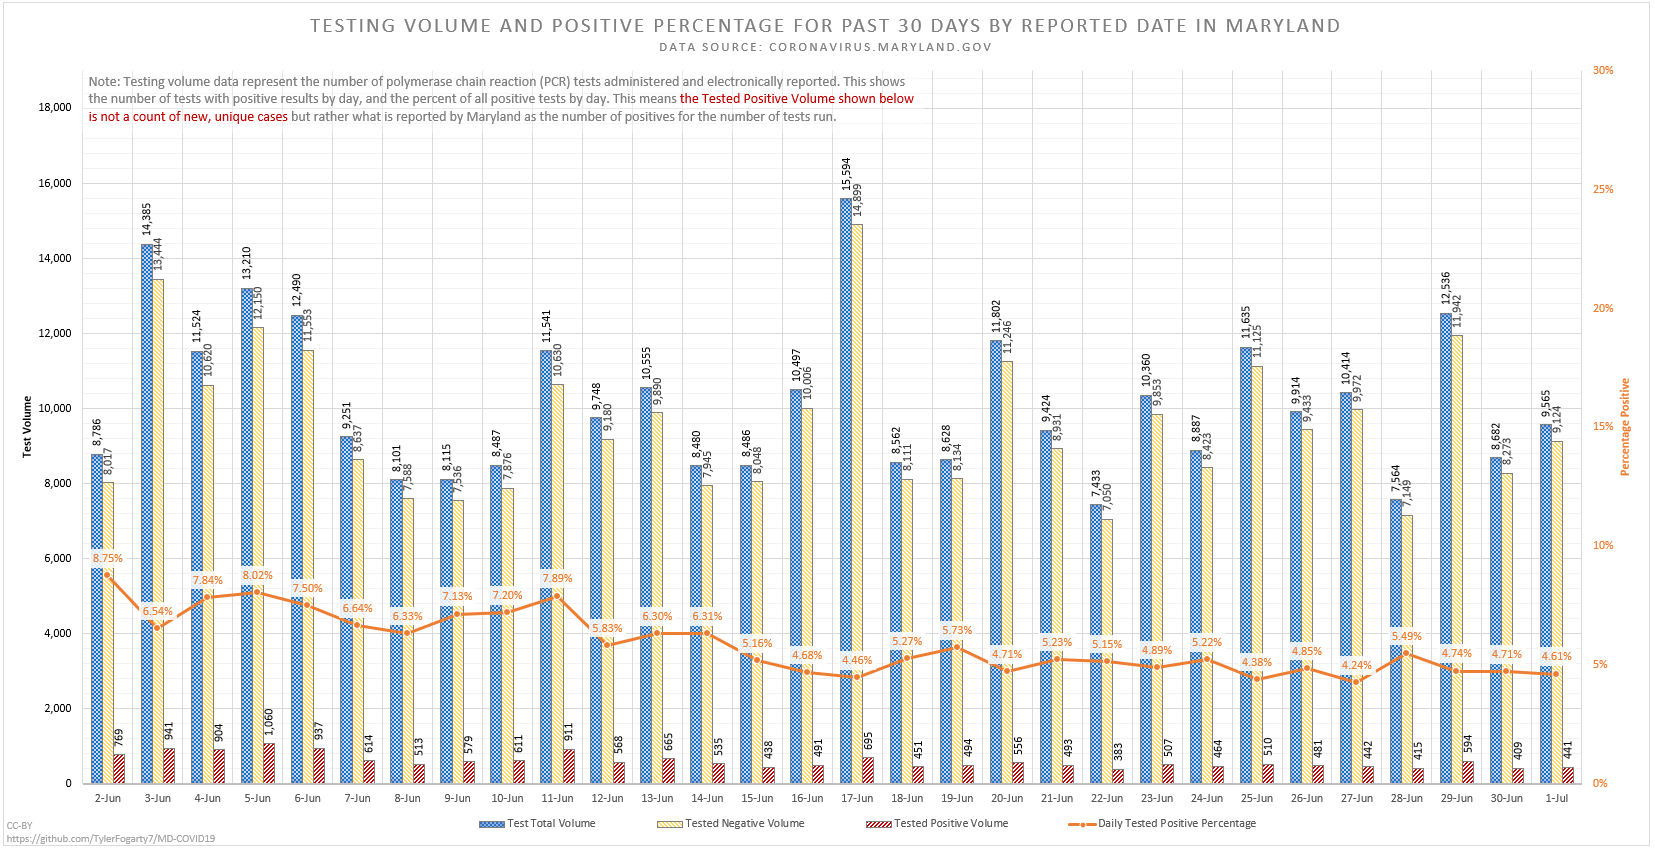 TESTING VOLUME AND POSITIVE PERCENTAGE FOR PAST 30 DAYS BY REPORTED DATE IN MARYLAND
DATA SOURCE: CORONAVIRUS.MARYLAND.GOV
Note: Testing volume data represent the number of polymerase chain reaction (PCR) tests administered and electronically reported. This shows
the number of tests with positive results by day, and the percent of all positive tests by day. This means the Tested Positive Volume shown below
is not a count of new, unique cases but rather what is reported by Maryland as the number of positives for the number of tests run.
Test Volume
18,000
16,000
14,000
12,000
10,000
8,000
6,000
4,000
2,000
0
30%
25%
20%
15%
10%
5%
0%
Percentage Positive
8,786 14,385 11,524 13,210 12,490 9,251 8,101 8,115 8,487 11,541 9,748 10,555 8,480 8,486 10,497 15,594 8,562 8,628 11,802 9,424 7,433 10,360 8,887 11,635 9,914 10,414 7,564 12,536 8,682 9,565
8,017 13,444 10,620 12,150 11,553 8,637 7,588 7,536 7,876 10,630 9,180 9,890 7,945 8,048 10,006 14,899 8,111 8,134 11,246 8,931 7,050 9,853 8,423 11,125 9,433 9,972 7,149 11,942 8,273 9,124
8.75% 6.54% 7.84% 8.02% 7.50% 6.64% 6.33% 7.13% 7.20% 7.89% 5.83% 6.30% 6.31% 5.16% 4.68% 4.46% 5.27% 5.73% 4.71% 5.23% 5.15% 4.89% 5.22% 4.38% 4.85% 4.24% 5.49% 4.74% 4.71% 4.61%
769 941 904 1,060 937 614 513 579 611 911 568 665 535 438 491 695 451 494 556 493 383 507 464 510 481 442 415 594 409 441
2-Jun 3-Jun 4-Jun 5-Jun 6-Jun 7-Jun 8-Jun 9-Jun 10-Jun 11-Jun 12-Jun 13-Jun 14-Jun 15-Jun 16-Jun 17-Jun 18-Jun 19-Jun 20-Jun 21-Jun 22-Jun 23-Jun 24-Jun 25-Jun 26-Jun 27-Jun 28-Jun 29-Jun 30-Jun 1-Jul
Test Total Volume Tested Negative Volume Tested Positive Volume Daily Tested Positive Percentage
CC-BY
https://github.com/TylerFogarty7/MD-COVID19